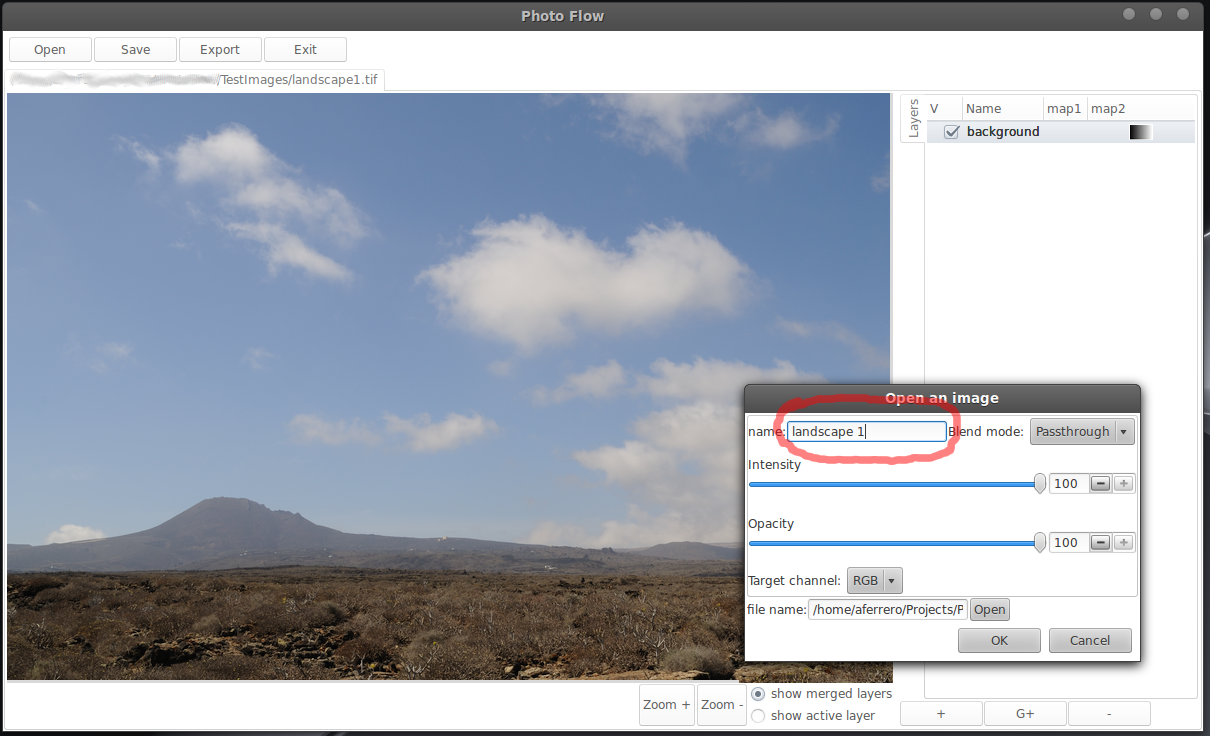 Photo Flow
Open Save Export Exit
/TestImages/landscape1.tif
Layers
V Name map1 map2
background
Open an image
name: landscape 1 Blend mode: Passthrough
Intensity
100
Opacity
100
Target channel: RGB
file name: /home/aferrero/Projects/P Open
OK Cancel
Zoom + Zoom - show merged layers
show active layer
+ G+ -